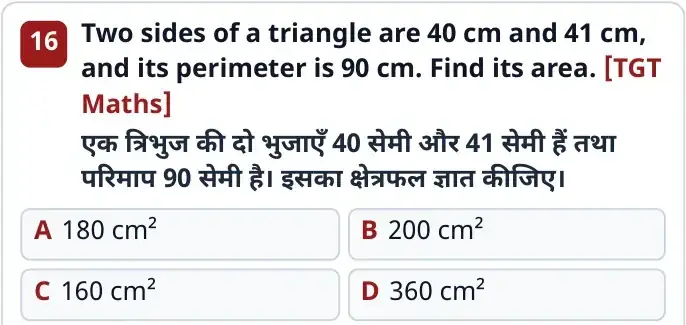 16 Two sides of a triangle are 40 cm and 41 cm,
and its perimeter is 90 cm. Find its area. [TGT
Maths]
एक त्रिभुज की दो भुजाएँ 40 सेमी और 41 सेमी हैं तथा
परिमाप 90 सेमी है। इसका क्षेत्रफल ज्ञात कीजिए।
A 180 cm² B 200 cm²
C 160 cm² D 360 cm²